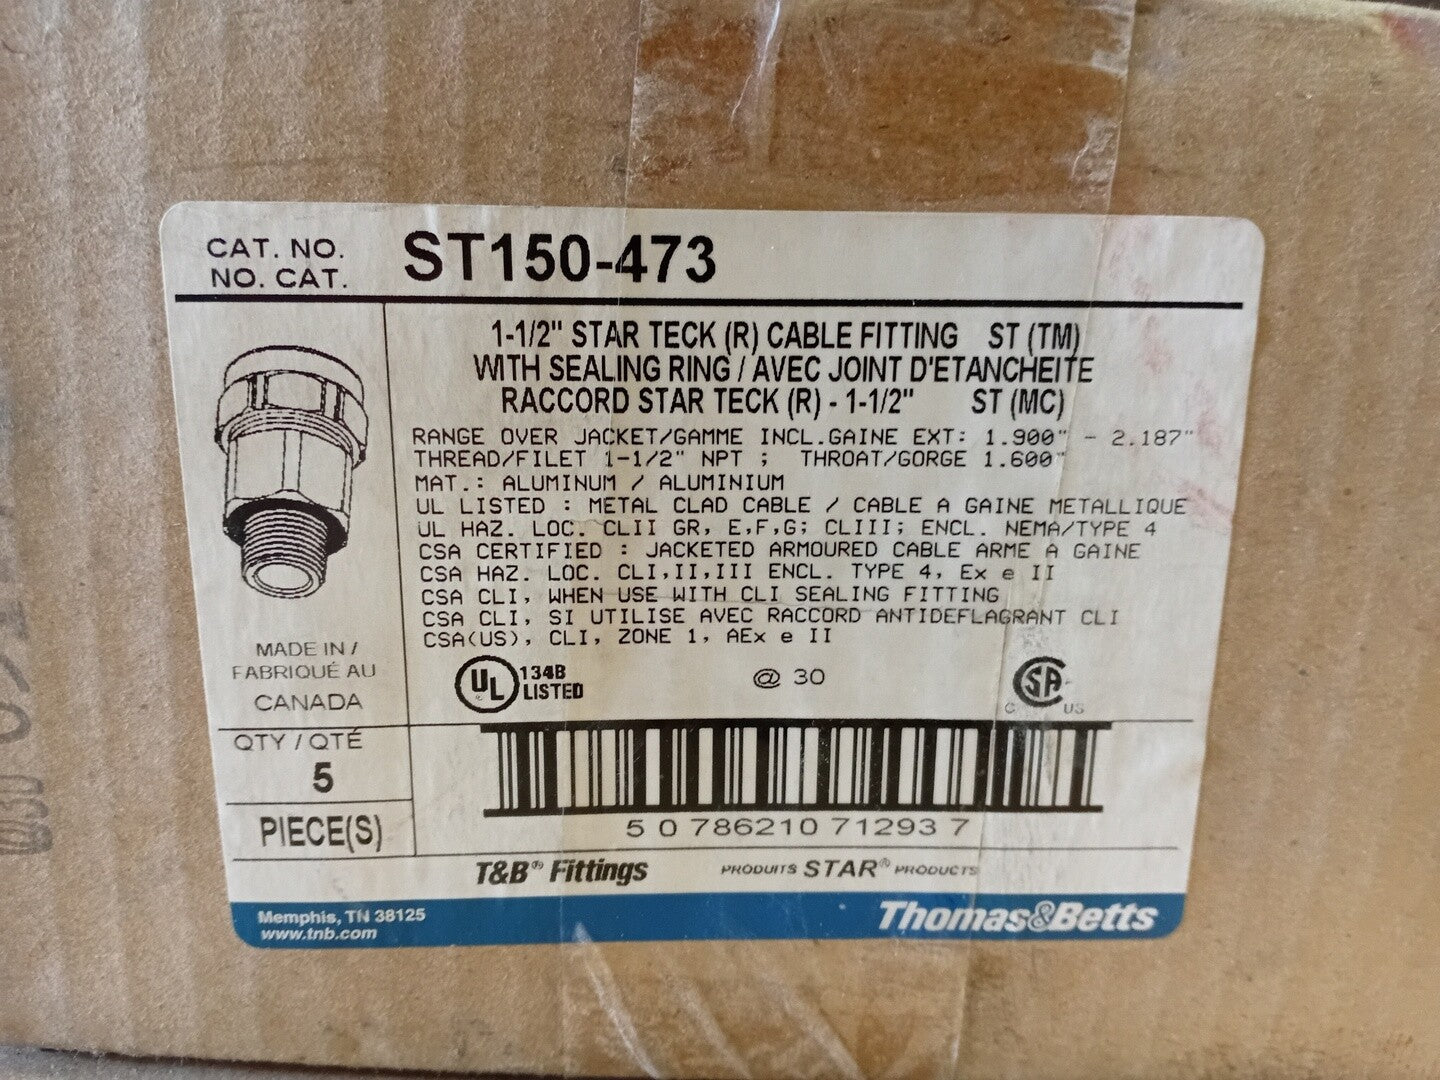 CAT. NO.
NO. CAT.
ST150-473
1-1/2" STAR TECK (R) CABLE FITTING ST (TM)
WITH SEALING RING / AVEC JOINT D'ETANCHEITE
RACCORD STAR TECK (R) - 1-1/2" ST (MC)
RANGE OVER JACKET/GAMME INCL.GAINE EXT: 1.900" - 2.187"
THREAD/FILET 1-1/2" NPT ; THROAT/GORGE 1.600"
MAT.: ALUMINUM / ALUMINIUM
UL LISTED : METAL CLAD CABLE / CABLE A GAINE METALLIQUE
UL HAZ. LOC. CLII GR, E,F,G; CLIII; ENCL. NEMA/TYPE 4
CSA CERTIFIED : JACKETED ARMOURED CABLE ARME A GAINE
CSA HAZ. LOC. CLI,II,III ENCL. TYPE 4, Ex e II
CSA CLI, WHEN USE WITH CLI SEALING FITTING
CSA CLI, SI UTILISE AVEC RACCORD ANTIDEFLAGRANT CLI
CSA(US), CLI, ZONE 1, AEx e II
MADE IN /
FABRIQUÉ AU
CANADA
UL ® 134B
LISTED
@ 30
CSA
C US
QTY / QTÉ
5
PIECE(S)
5 0 786210 71293 7
T&B® Fittings
PRODUITS STAR® PRODUCTS
Memphis, TN 38125
www.tnb.com
Thomas&Betts